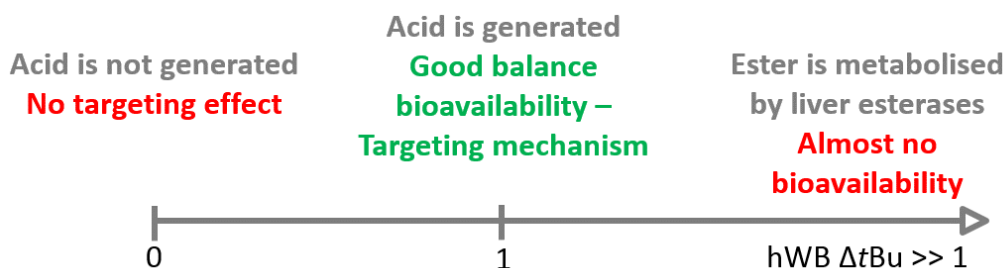 Acid is not generated
No targeting effect
Acid is generated
Good balance
bioavailability –
Targeting mechanism
Ester is metabolised
by liver esterases
Almost no
bioavailability
0
1
hWB ΔtBu >> 1